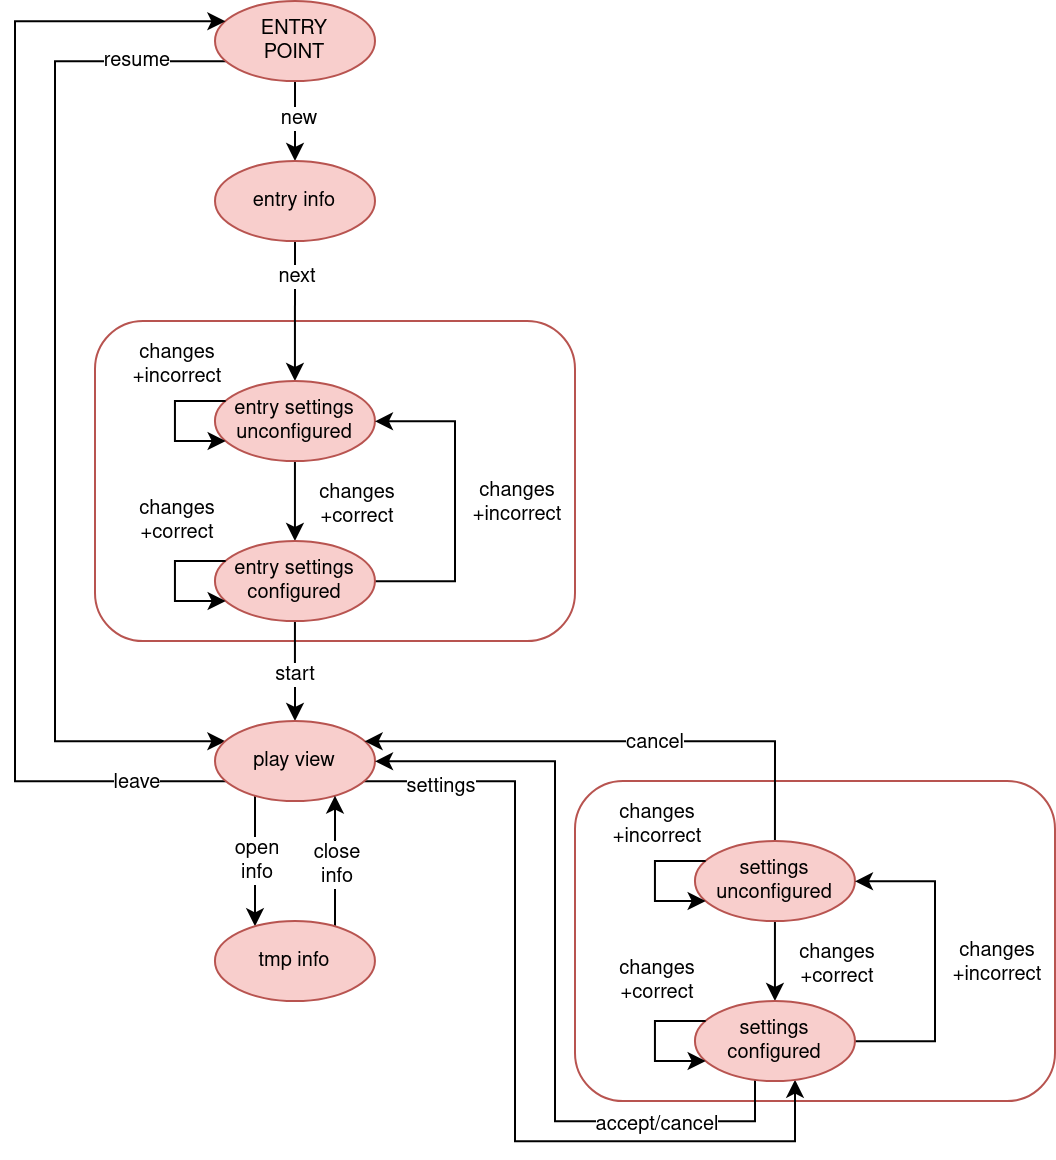 ENTRY
POINT
resume
new
entry info
next
changes
+incorrect
entry settings
unconfigured
changes
+correct
changes
+incorrect
changes
+correct
entry settings
configured
start
play view
cancel
leave
settings
open
info
close
info
tmp info
changes
+incorrect
settings
unconfigured
changes
+correct
changes
+incorrect
changes
+correct
settings
configured
accept/cancel